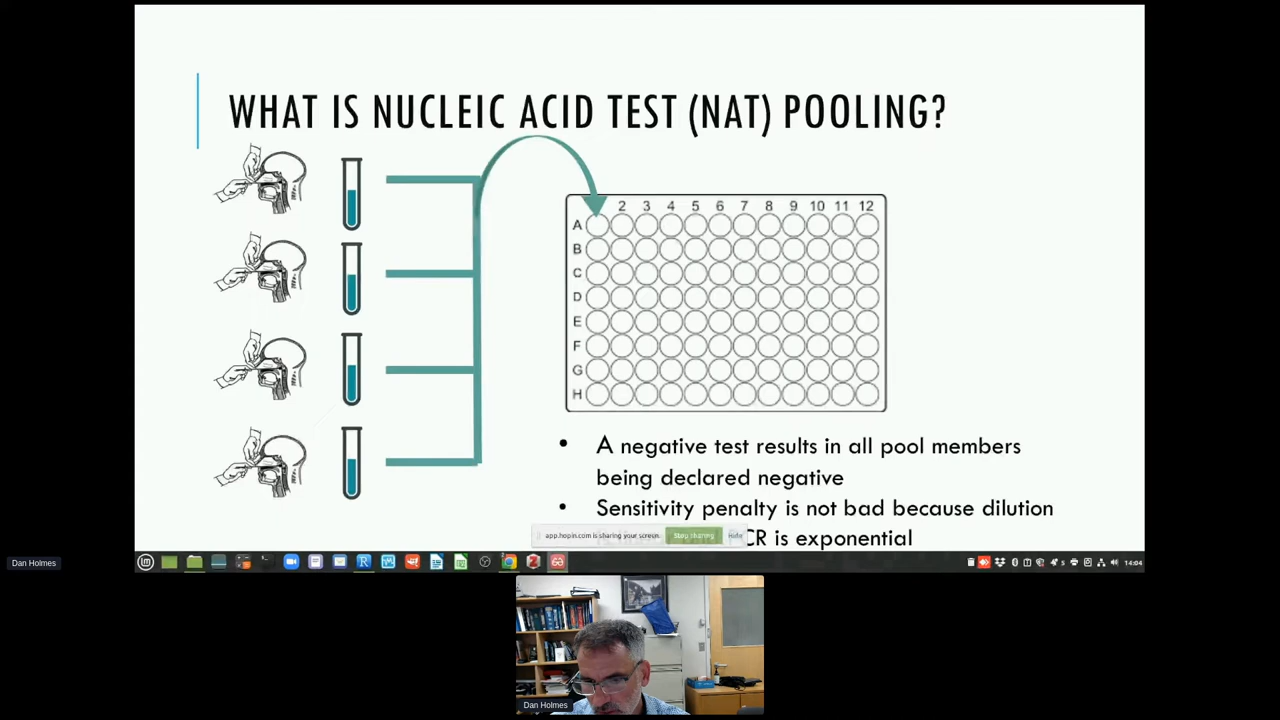 WHAT IS NUCLEIC ACID TEST (NAT) POOLING?
2 3 4 5 6 7 8 9 10 11 12
A
B
C
D
E
F
G
H
• A negative test results in all pool members
being declared negative
• Sensitivity penalty is not bad because dilution
CR is exponential
app.hopin.com is sharing your screen. Stop sharing Hide
14:04
Dan Holmes
Dan Holmes